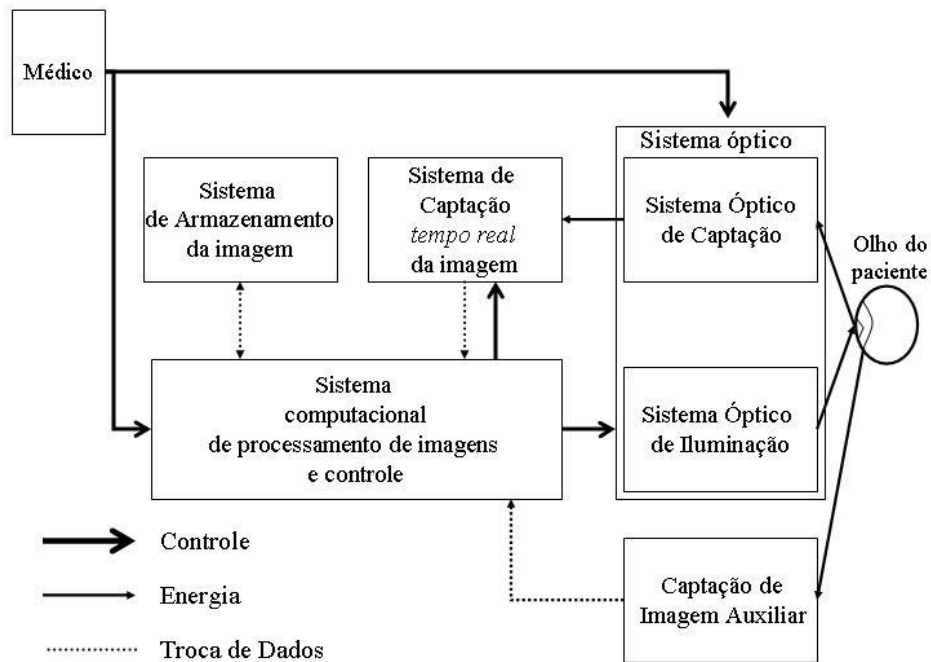 Médico
Sistema óptico
Sistema
de Armazenamento
da imagem
Sistema de
Captação
tempo real
da imagem
Sistema Óptico
de Captação
Olho do
paciente
Sistema
computacional
de processamento de imagens
e controle
Sistema Óptico
de Iluminação
Controle
Energia
Troca de Dados
Captação de
Imagem Auxiliar